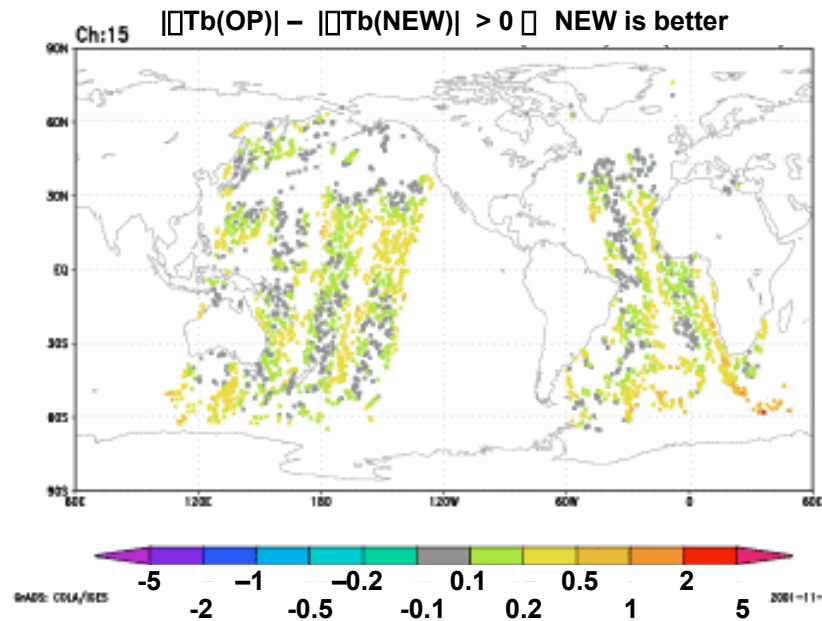 |▯Tb(OP)| – |▯Tb(NEW)| > 0 ▯ NEW is better
Ch:15
90N
60N
30N
EQ
30S
60S
90S
60E 120E 180 120W 60W 0 60E
-5 –1 –0.2 0.1 0.5 2
-2 -0.5 -0.1 0.2 1 5
GrADS: COLA/IGES
2001-11-